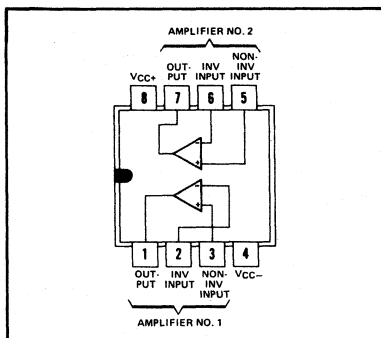 AMPLIFIER NO. 2
OUT- INV NON-
VCC+ PUT INPUT INV
INPUT
8 7 6 5
-
+
-
+
1 2 3 4
OUT- INV NON- VCC−
PUT INPUT INV
INPUT
AMPLIFIER NO. 1